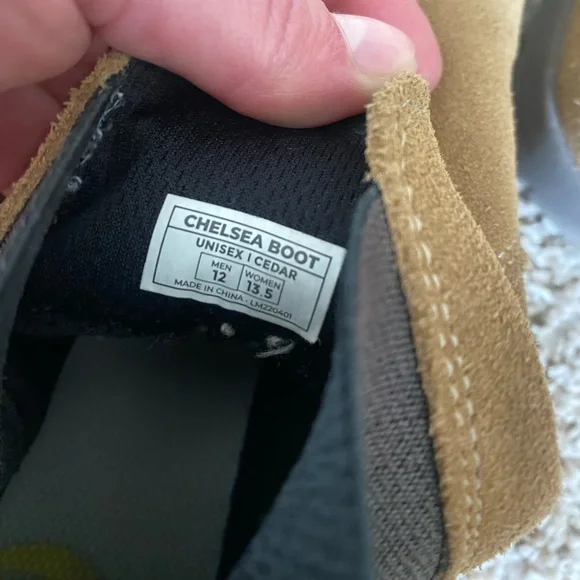 CHELSEA BOOT
UNISEX | CEDAR
MEN WOMEN
12 13.5
MADE IN CHINA - LM220401